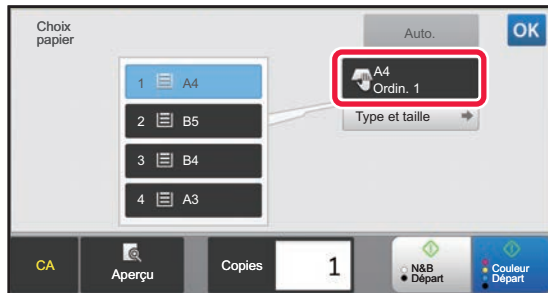 Choix
papier
Auto.
OK
1 A4
2 B5
3 B4
4 A3
A4
Ordin. 1
Type et taille
CA
Aperçu
Copies
1
N&B
Départ
Couleur
Départ